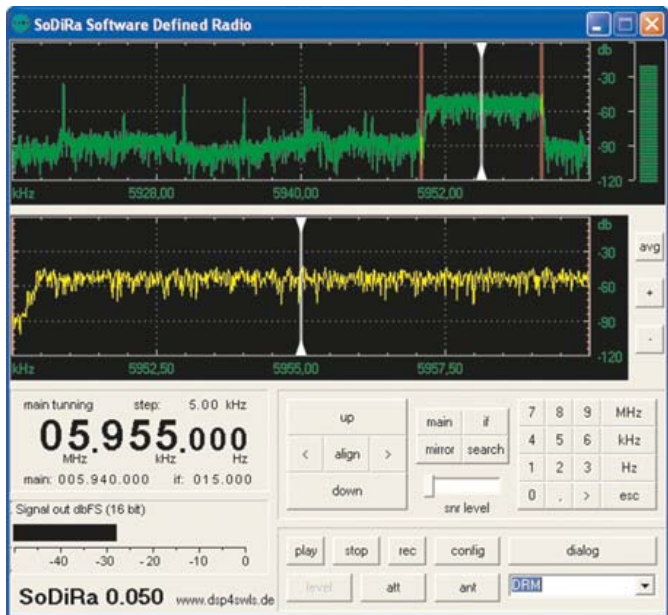 SoDiRa Software Defined Radio
db
-30
-60
-90
-120
kHz 5928,00 5940,00 5952,00
db
-30
-60
-90
-120
kHz 5952,50 5955,00 5957,50
avg
+
-
main tunning step: 5.00 kHz
05.955.000
MHz kHz Hz
main: 005.940.000 if: 015.000
Signal out dbFS (16 bit)
-40 -30 -20 -10 0
SoDiRa 0.050 www.dsp4swls.de
up
< align >
down
main if
mirror search
snr level
7 8 9 MHz
4 5 6 kHz
1 2 3 Hz
0 . > esc
play stop rec config dialog
level att ant DRM